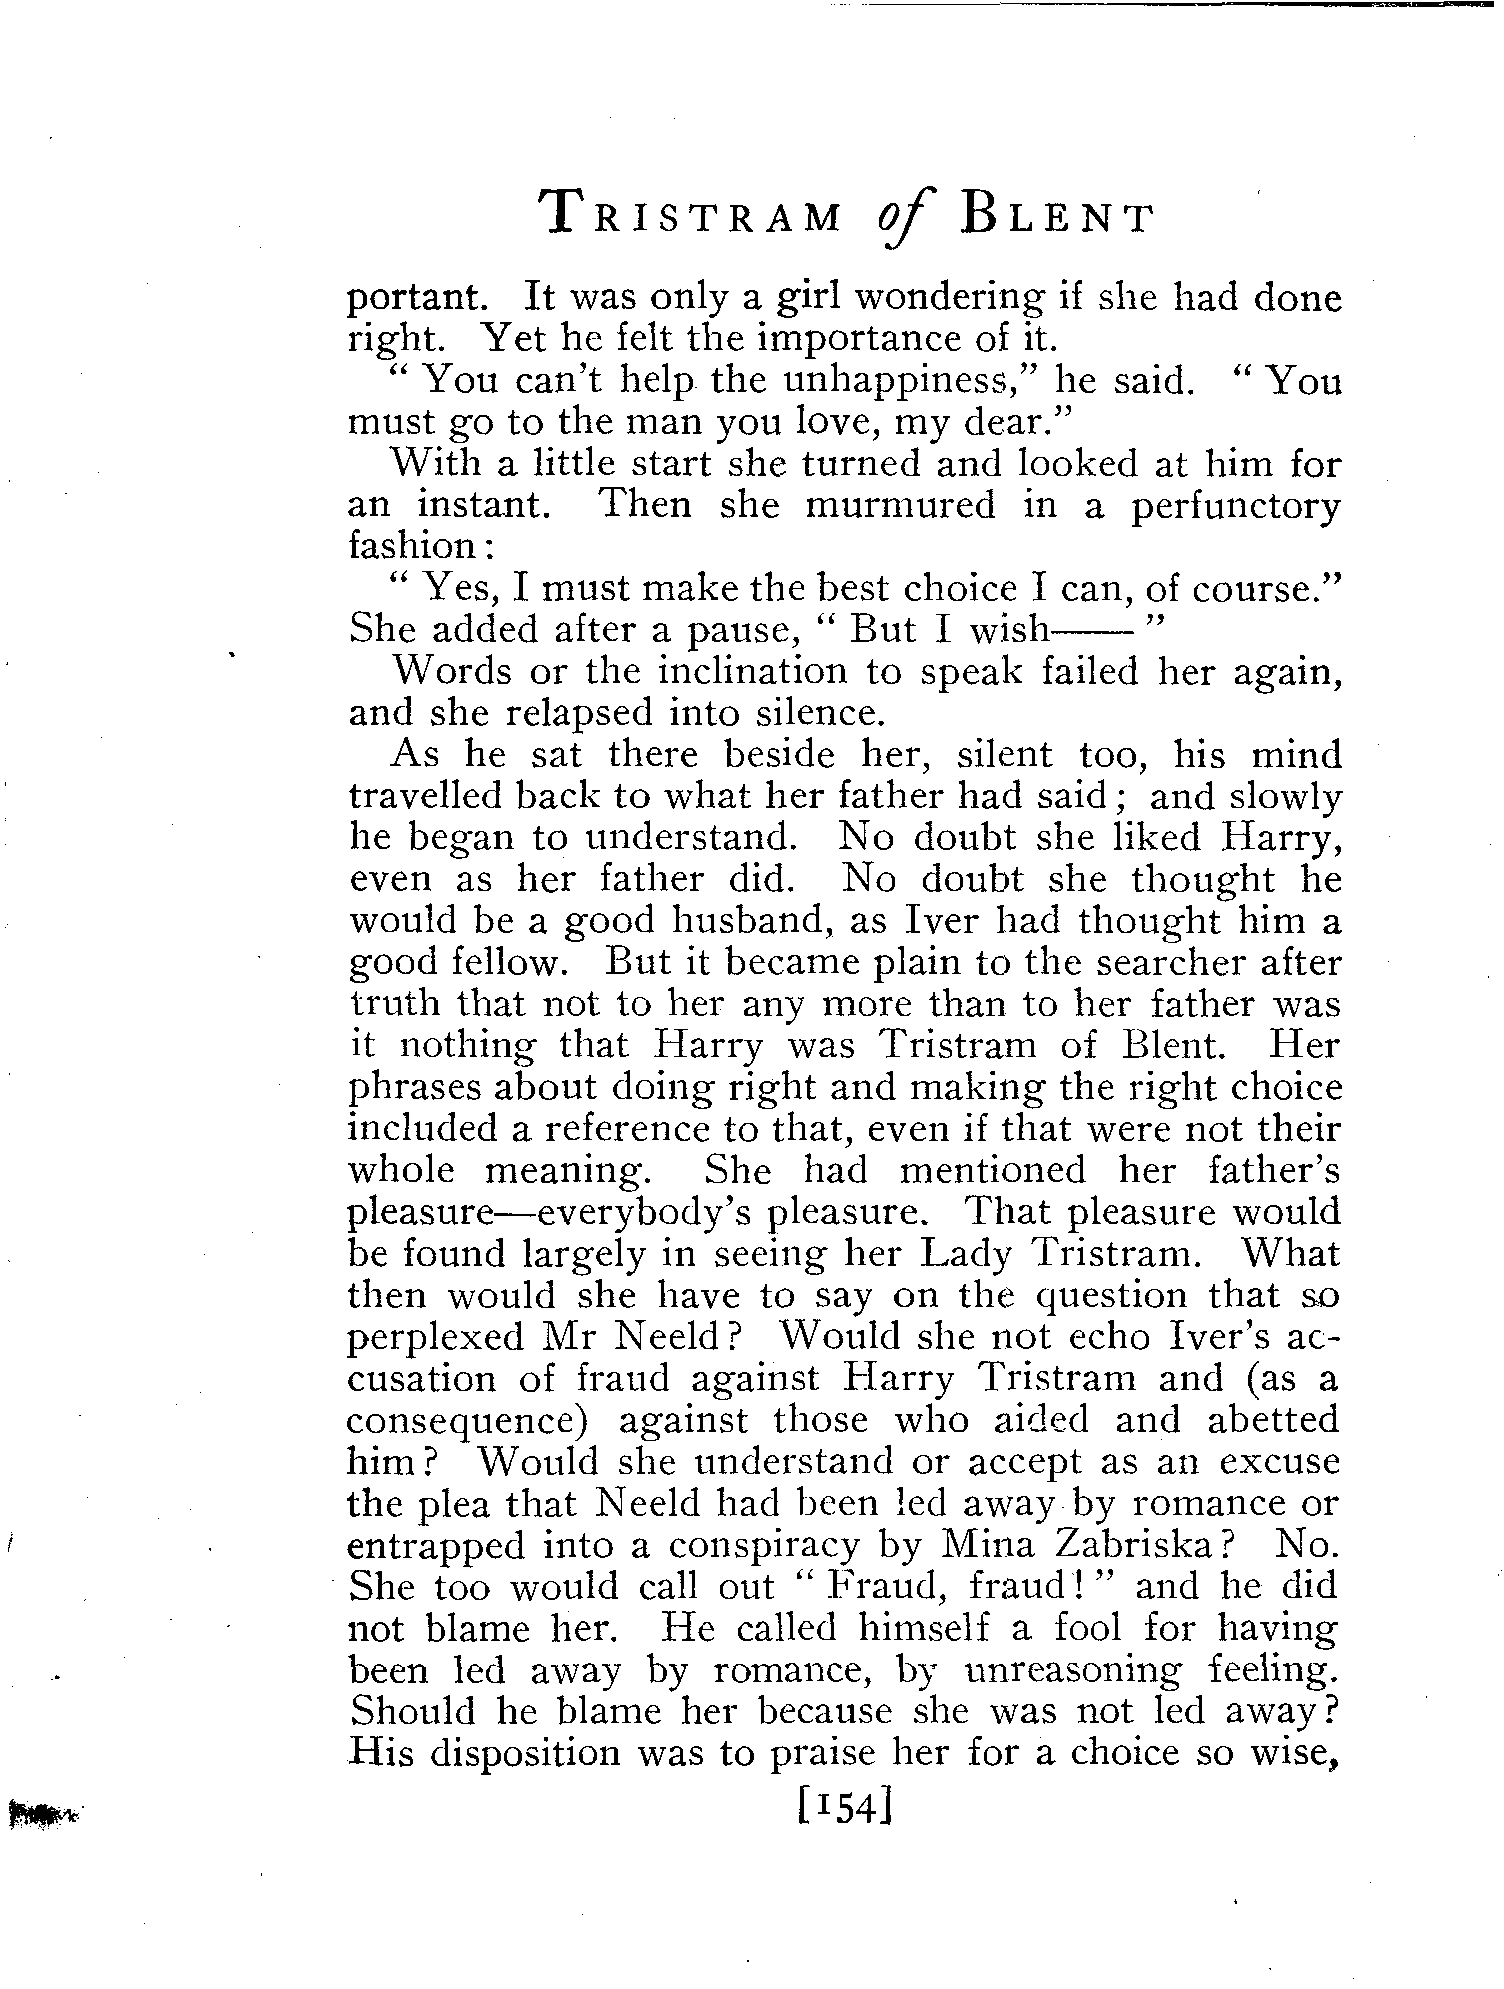 TRISTRAM of BLENT
portant. It was only a girl wondering if she had done
right. Yet he felt the importance of it.
“ You can't help the unhappiness,” he said. “ You
must go to the man you love, my dear.”
With a little start she turned and looked at him for
an instant. Then she murmured in a perfunctory
fashion :
“ Yes, I must make the best choice I can, of course.”
She added after a pause, “ But I wish—— ”
Words or the inclination to speak failed her again,
and she relapsed into silence.
As he sat there beside her, silent too, his mind
travelled back to what her father had said ; and slowly
he began to understand. No doubt she liked Harry,
even as her father did. No doubt she thought he
would be a good husband, as Iver had thought him a
good fellow. But it became plain to the searcher after
truth that not to her any more than to her father was
it nothing that Harry was Tristram of Blent. Her
phrases about doing right and making the right choice
included a reference to that, even if that were not their
whole meaning. She had mentioned her father's
pleasure—everybody's pleasure. That pleasure would
be found largely in seeing her Lady Tristram. What
then would she have to say on the question that so
perplexed Mr Neeld ? Would she not echo Iver's ac-
cusation of fraud against Harry Tristram and (as a
consequence) against those who aided and abetted
him ? Would she understand or accept as an excuse
the plea that Neeld had been led away by romance or
entrapped into a conspiracy by Mina Zabriska ? No.
She too would call out “ Fraud, fraud ! ” and he did
not blame her. He called himself a fool for having
been led away by romance, by unreasoning feeling.
Should he blame her because she was not led away ?
His disposition was to praise her for a choice so wise,
[154]